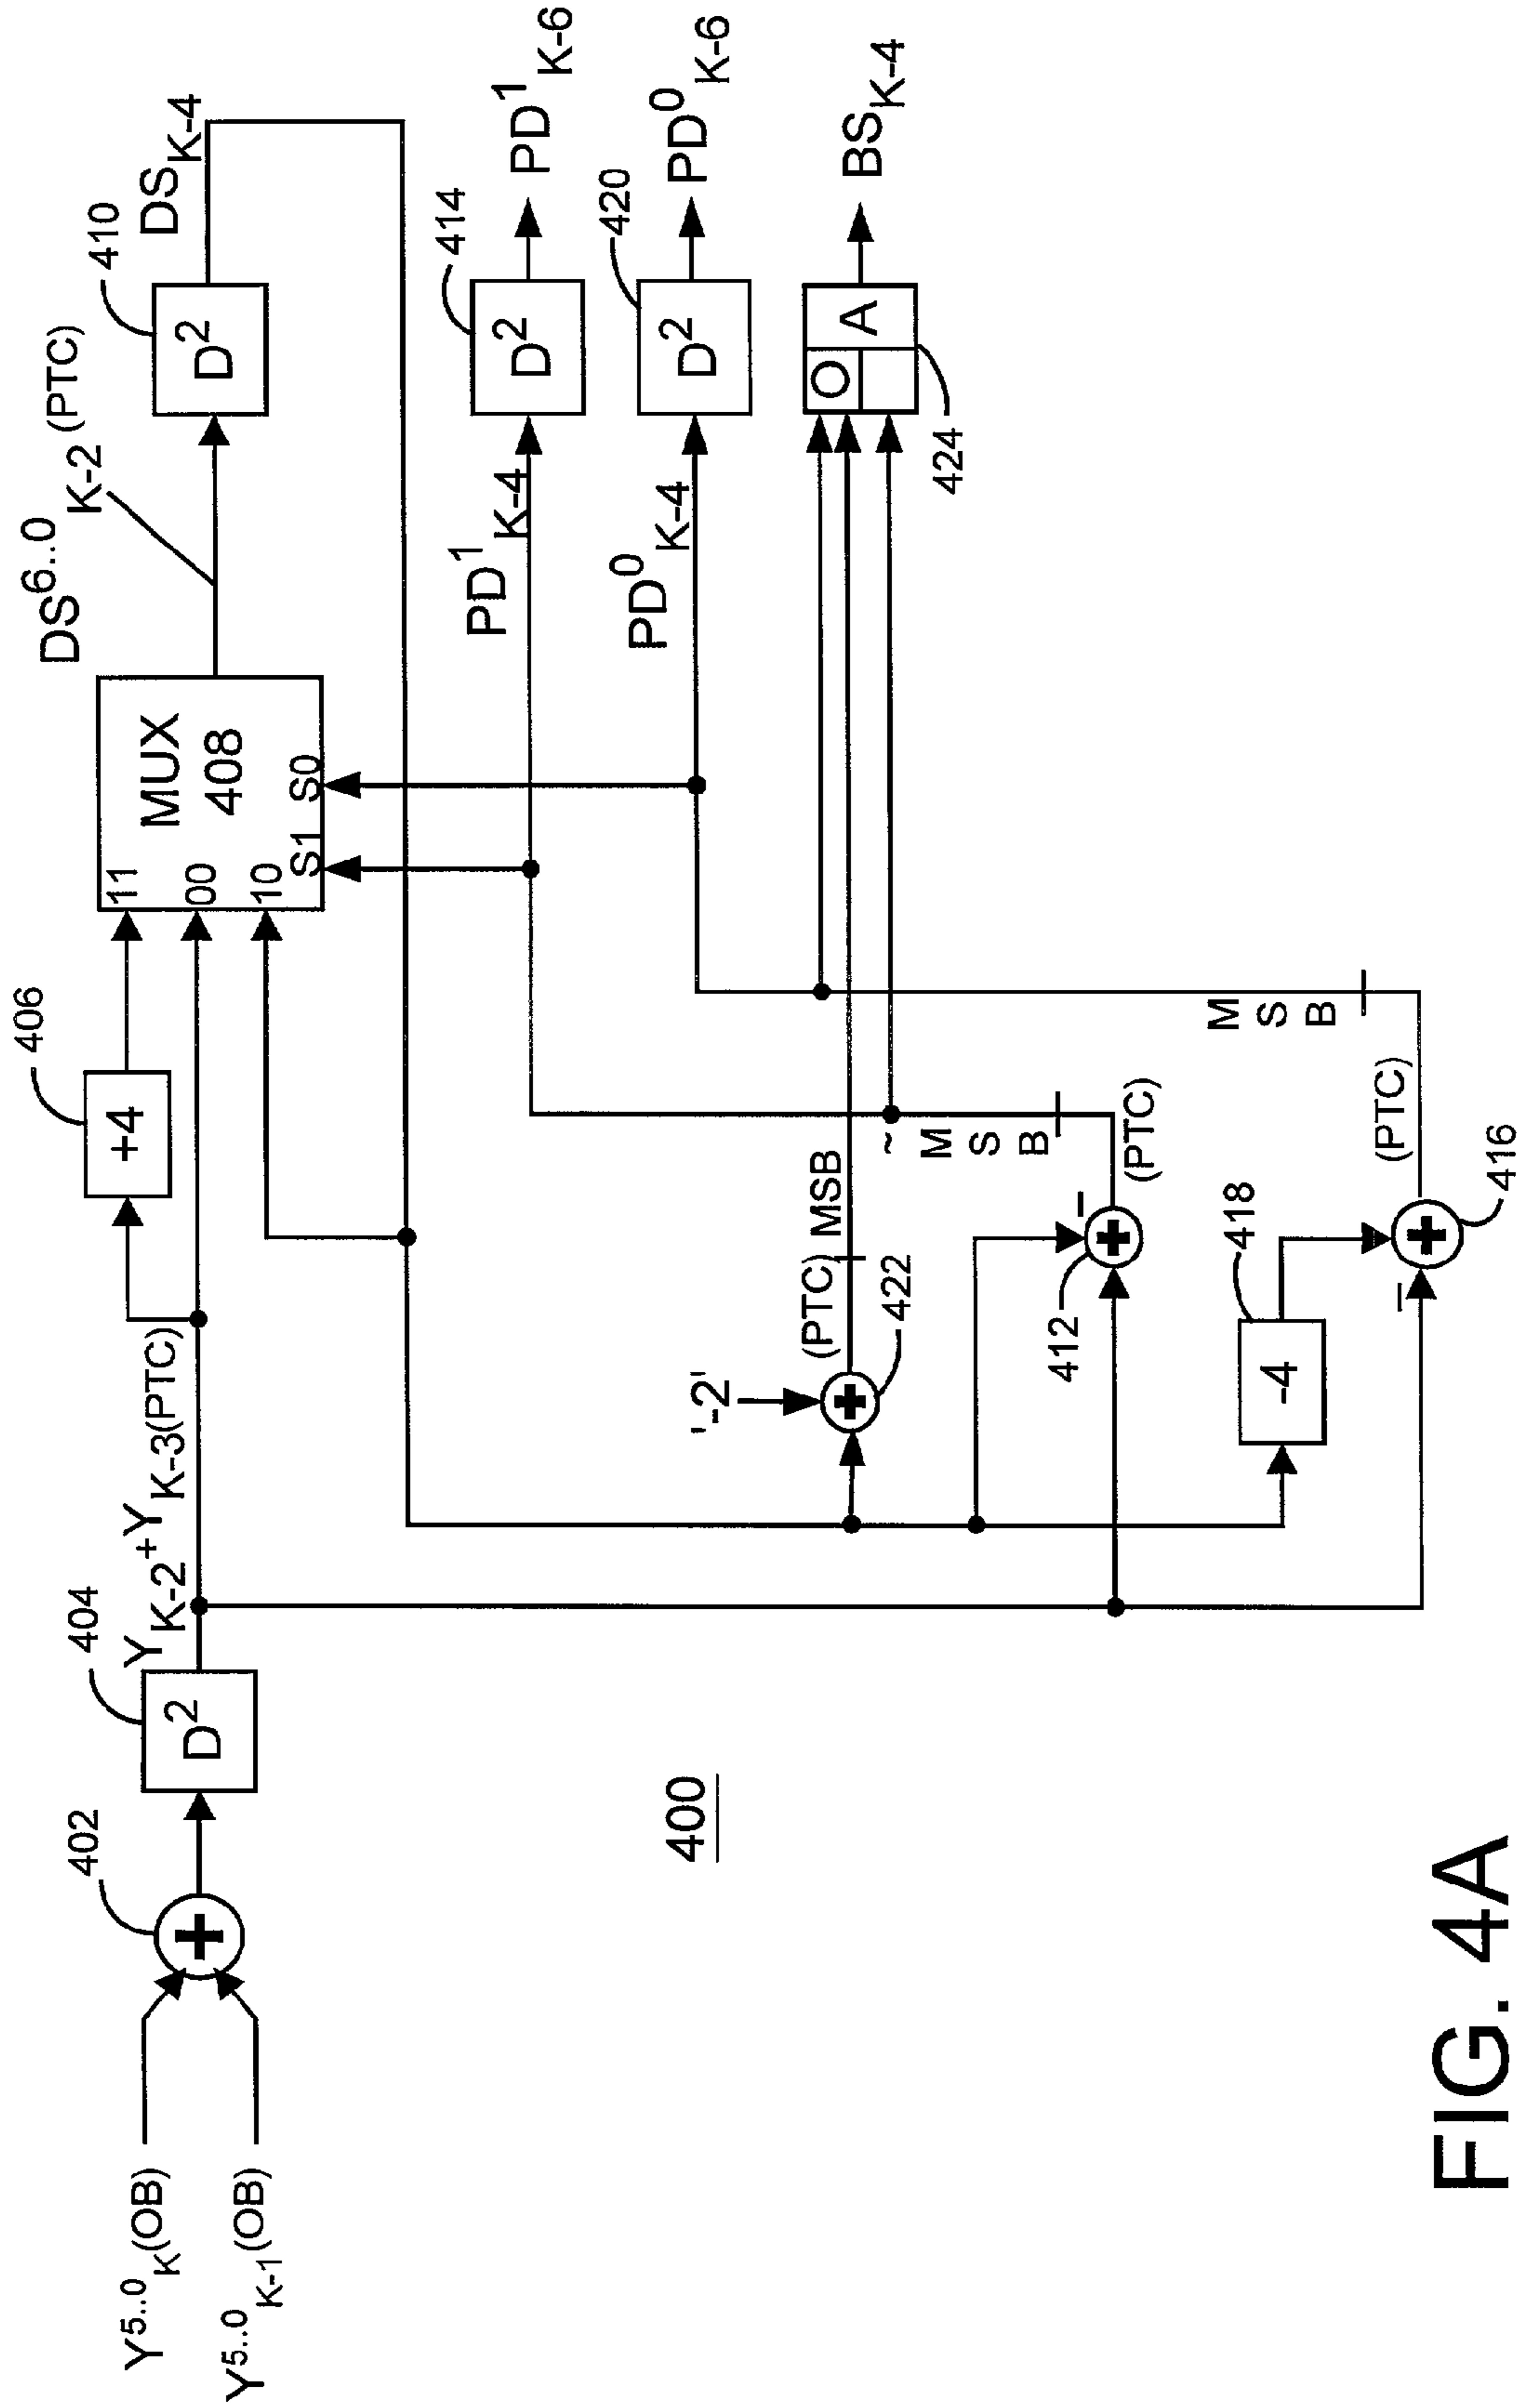 Y5..0K(OB)
Y5..0K-1(OB)
402
+
404
D2
YK-2+YK-3(PTC)
406
+4
11
00
10
MUX
408
S1 S0
DS6..0K-2(PTC)
410
D2
DSK-4
PD1K-4
414
D2
PD1K-6
PD0K-4
420
D2
PD0K-6
'-2'
+
422
(PTC)
MSB
O
A
424
BSK-4
412
+
−
(PTC)
~MSB
418
-4
416
+
−
(PTC)
MSB
400
FIG. 4A